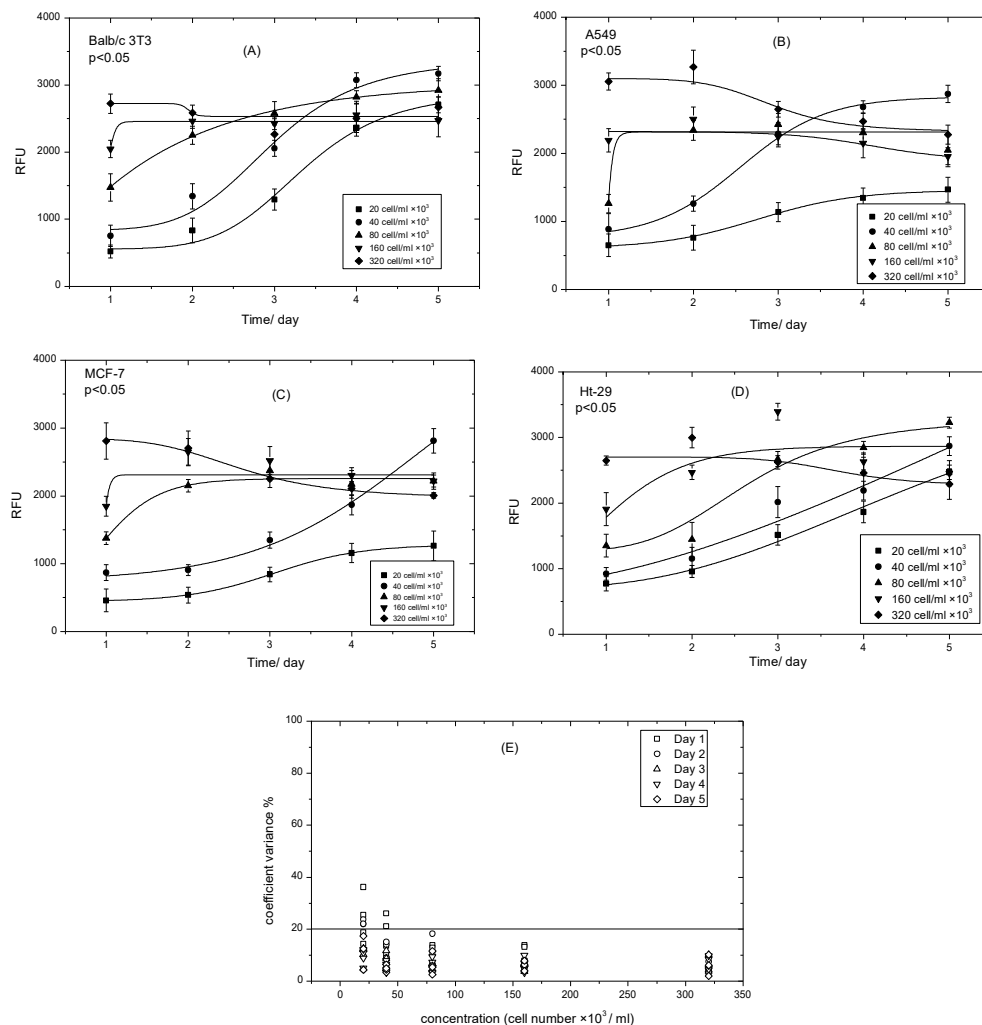 Balb/c 3T3
p<0.05
(A)
4000
3000
2000
1000
0
RFU
20 cell/ml ×10³
40 cell/ml ×10³
80 cell/ml ×10³
160 cell/ml ×10³
320 cell/ml ×10³
1 2 3 4 5
Time/ day
A549
p<0.05
(B)
4000
3000
2000
1000
0
RFU
20 cell/ml ×10³
40 cell/ml ×10³
80 cell/ml ×10³
160 cell/ml ×10³
320 cell/ml ×10³
1 2 3 4 5
Time/ day
MCF-7
p<0.05
(C)
4000
3000
2000
1000
0
RFU
20 cell/ml ×10³
40 cell/ml ×10³
80 cell/ml ×10³
160 cell/ml ×10³
320 cell/ml ×10³
1 2 3 4 5
Time/ day
Ht-29
p<0.05
(D)
4000
3000
2000
1000
0
RFU
20 cell/ml ×10³
40 cell/ml ×10³
80 cell/ml ×10³
160 cell/ml ×10³
320 cell/ml ×10³
1 2 3 4 5
Time/ day
(E)
100
80
60
40
20
0
coefficient variance %
Day 1
Day 2
Day 3
Day 4
Day 5
0 50 100 150 200 250 300 350
concentration (cell number ×10³ / ml)